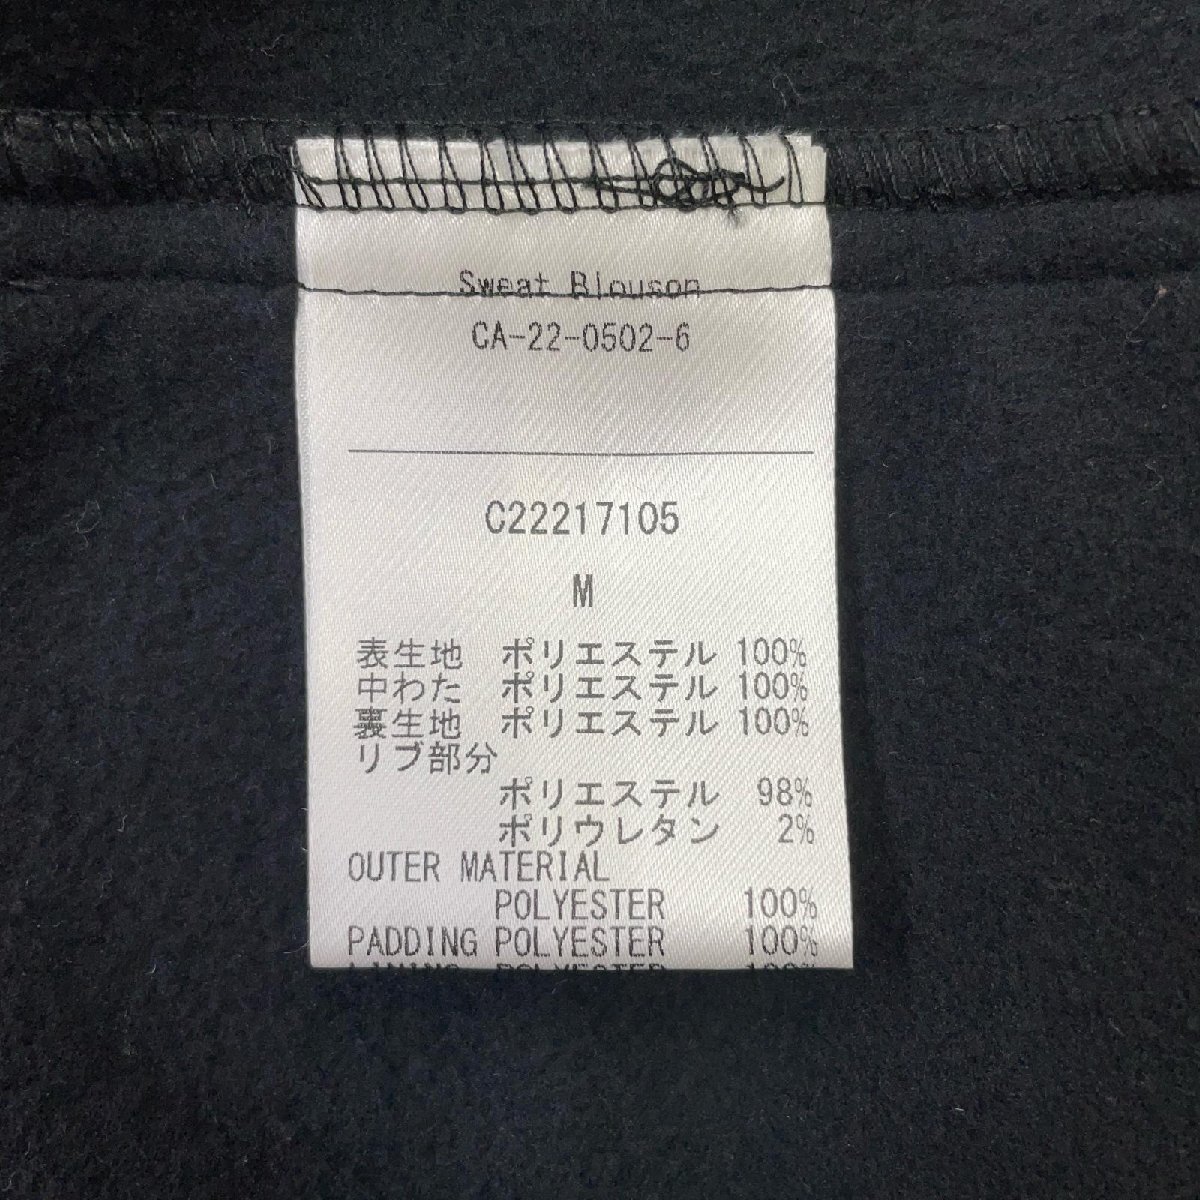 Sweat Blouson
CA-22-0502-6
C22217105
M
表生地 ポリエステル 100%
中わた ポリエステル 100%
裏生地 ポリエステル 100%
リブ部分
ポリエステル 98%
ポリウレタン 2%
OUTER MATERIAL
POLYESTER 100%
PADDING POLYESTER 100%
LINING POLYESTER 100%